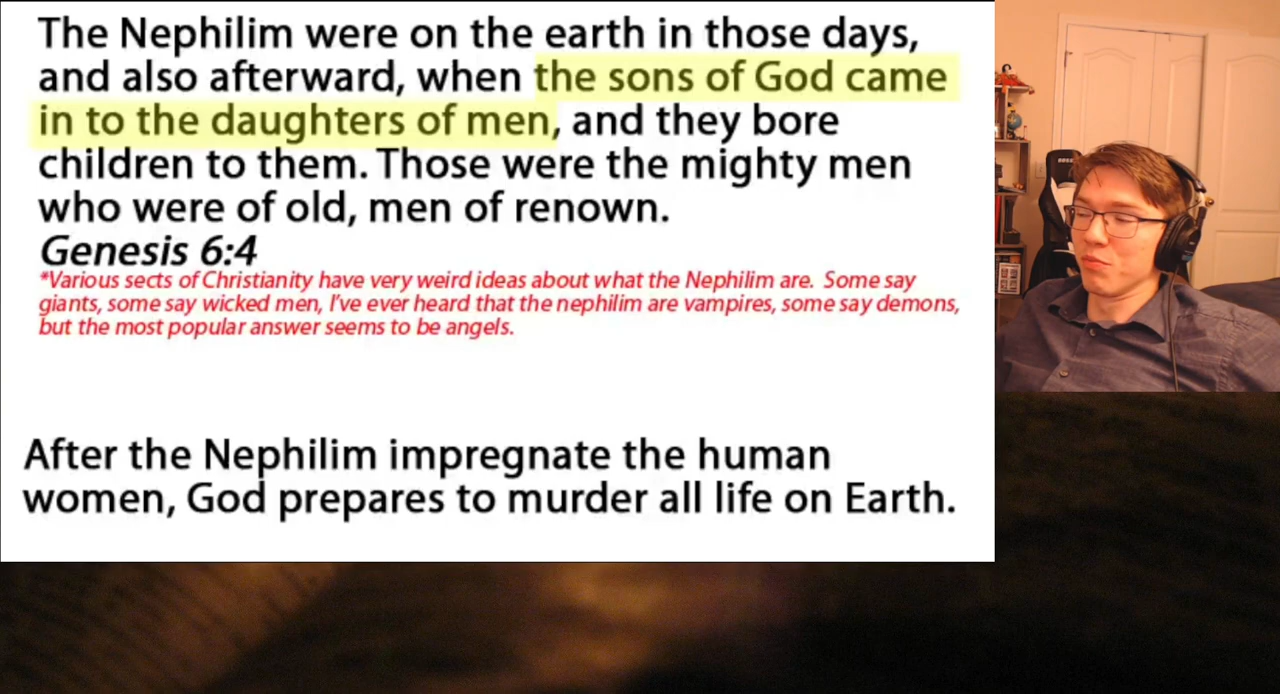 The Nephilim were on the earth in those days,
and also afterward, when the sons of God came
in to the daughters of men, and they bore
children to them. Those were the mighty men
who were of old, men of renown.
Genesis 6:4
*Various sects of Christianity have very weird ideas about what the Nephilim are. Some say
giants, some say wicked men, I've ever heard that the nephilim are vampires, some say demons,
but the most popular answer seems to be angels.
After the Nephilim impregnate the human
women, God prepares to murder all life on Earth.